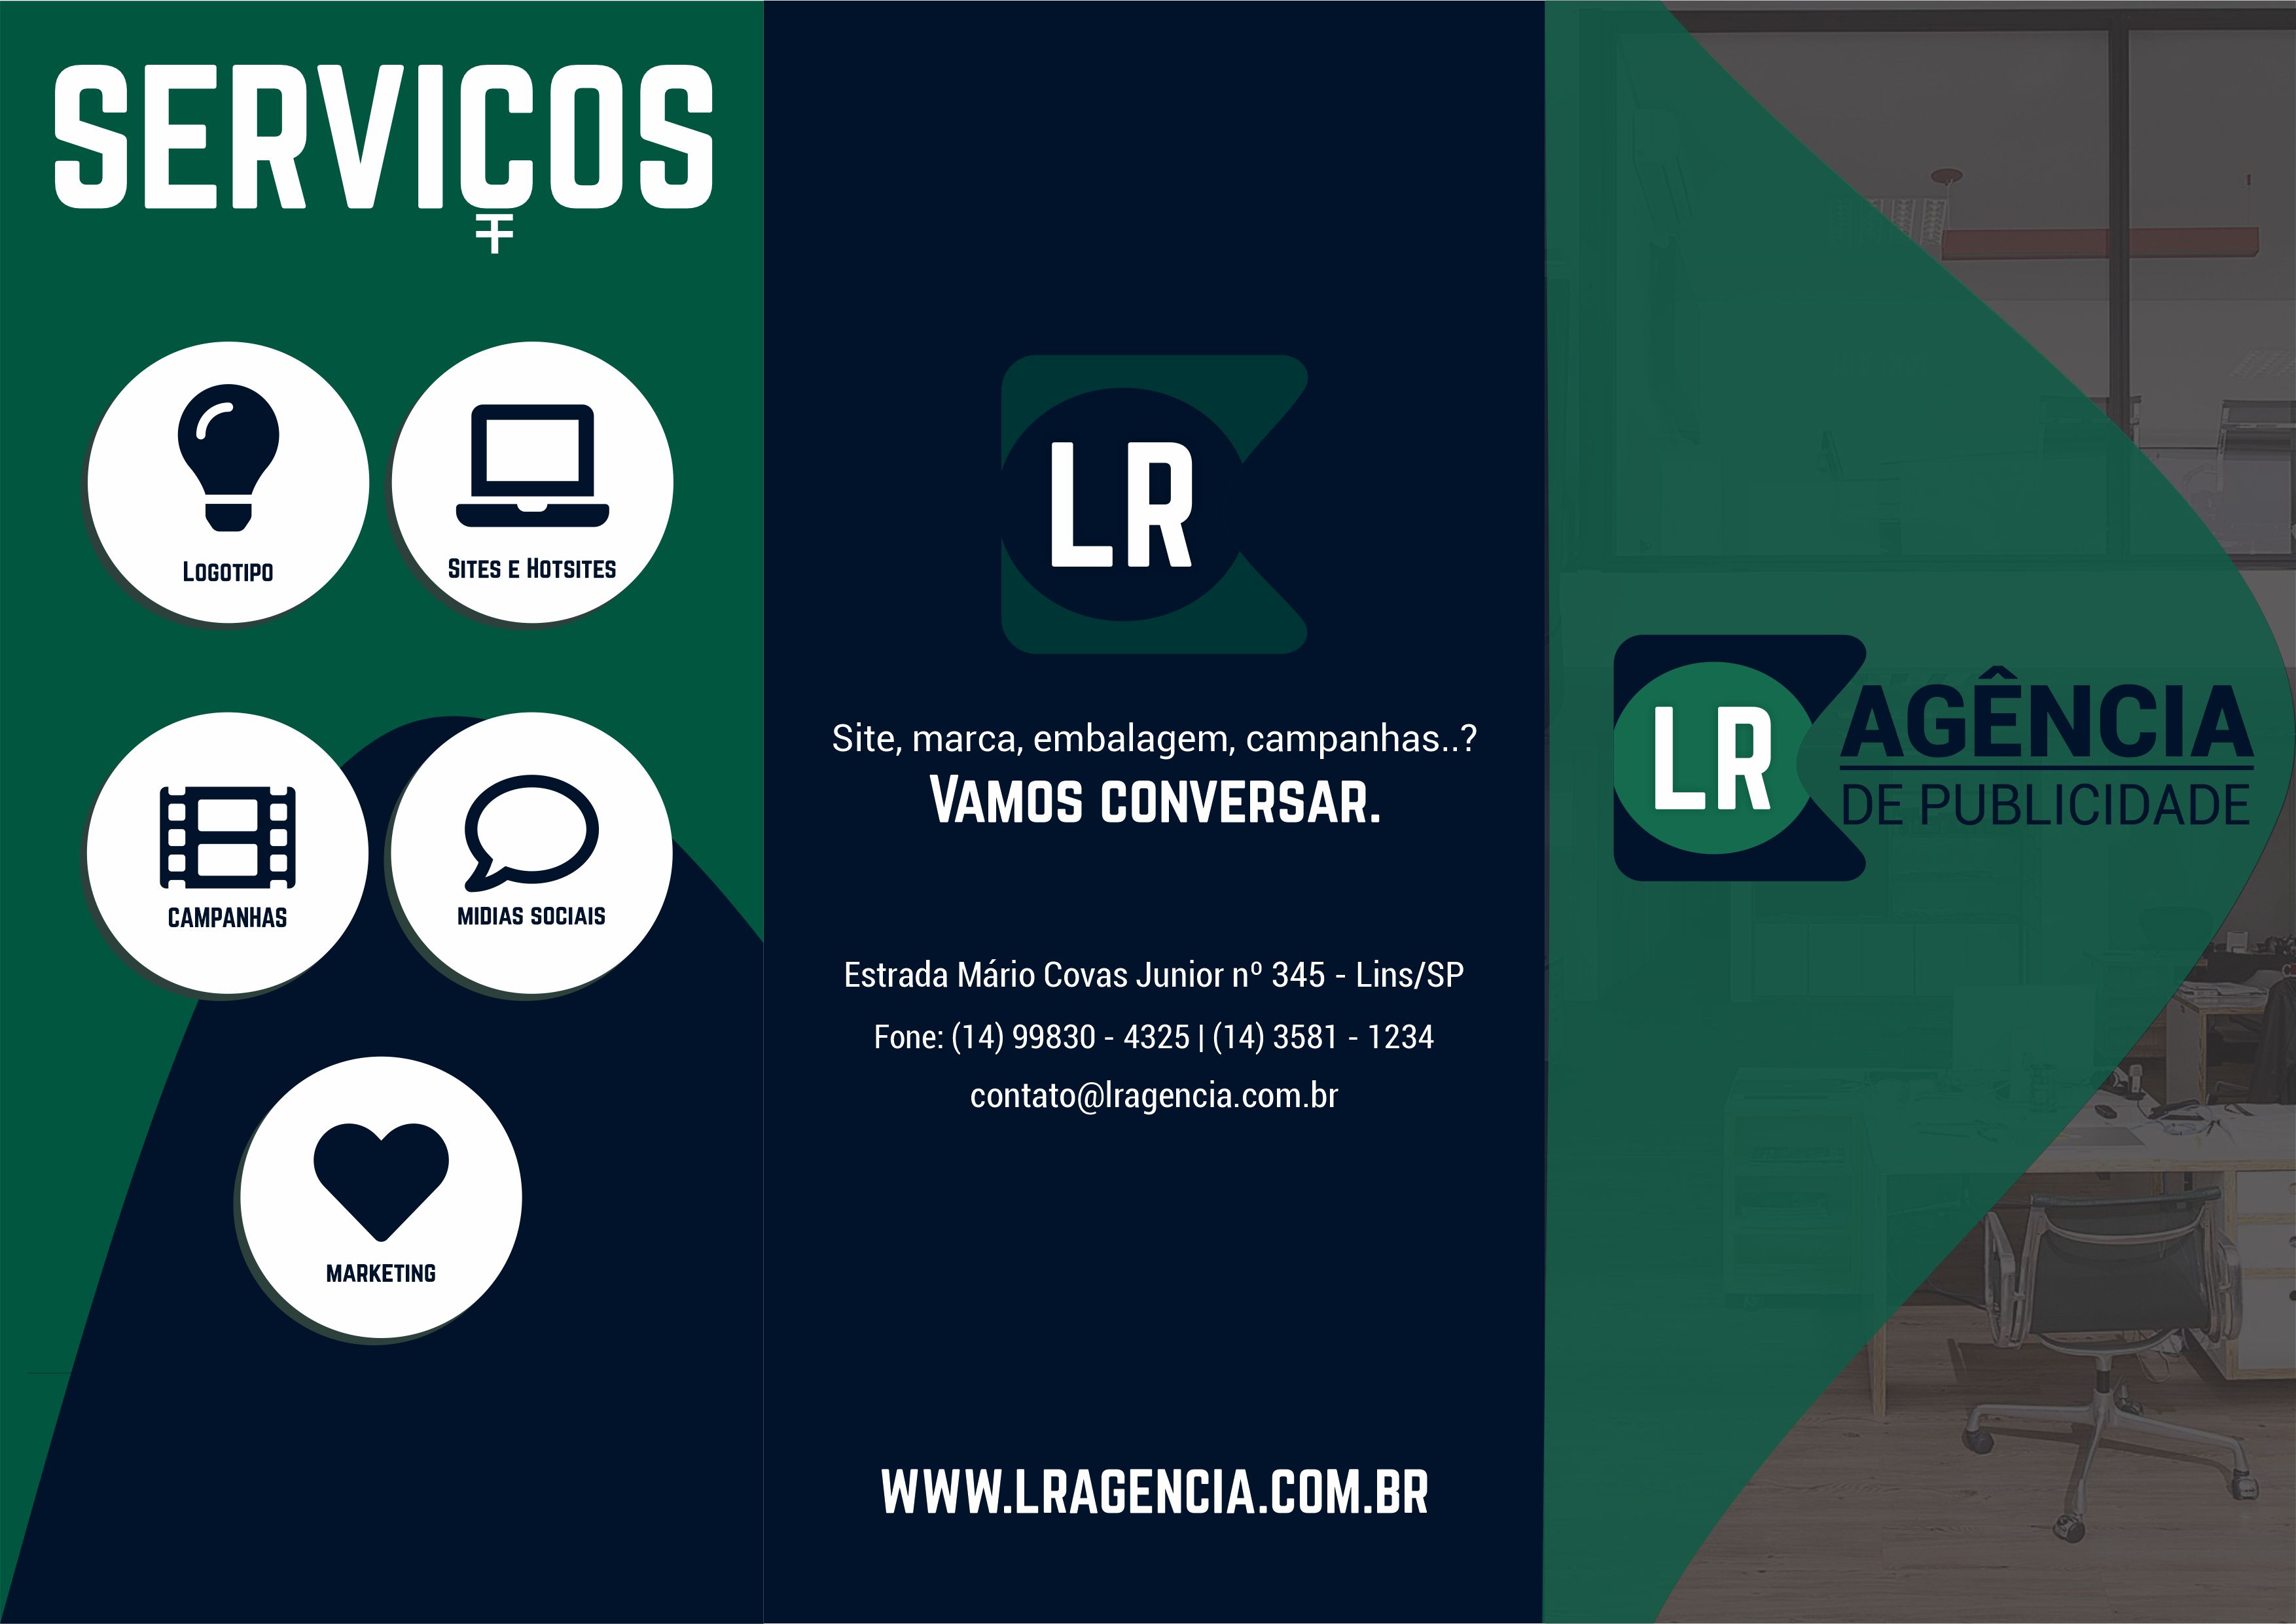 SERVIÇOS
LOGOTIPO
SITES E HOTSITES
CAMPANHAS
MIDIAS SOCIAIS
MARKETING
LR
Site, marca, embalagem, campanhas..?
VAMOS CONVERSAR.
Estrada Mário Covas Junior nº 345 - Lins/SP
Fone: (14) 99830 - 4325 | (14) 3581 - 1234
contato@lragencia.com.br
WWW.LRAGENCIA.COM.BR
LR
AGÊNCIA
DE PUBLICIDADE